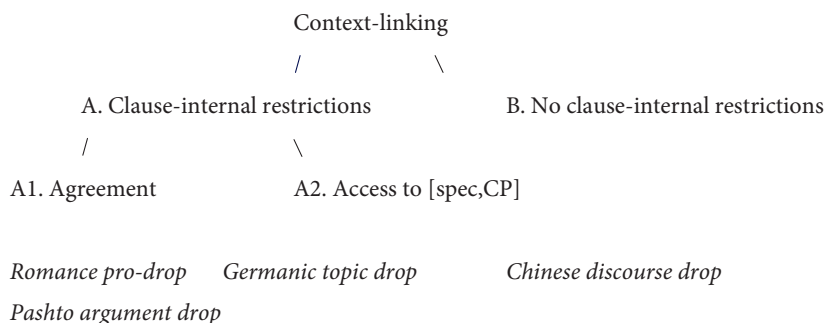 Context-linking
/ \
A. Clause-internal restrictions B. No clause-internal restrictions
/ \
A1. Agreement A2. Access to [spec,CP]
Romance pro-drop Germanic topic drop Chinese discourse drop
Pashto argument drop